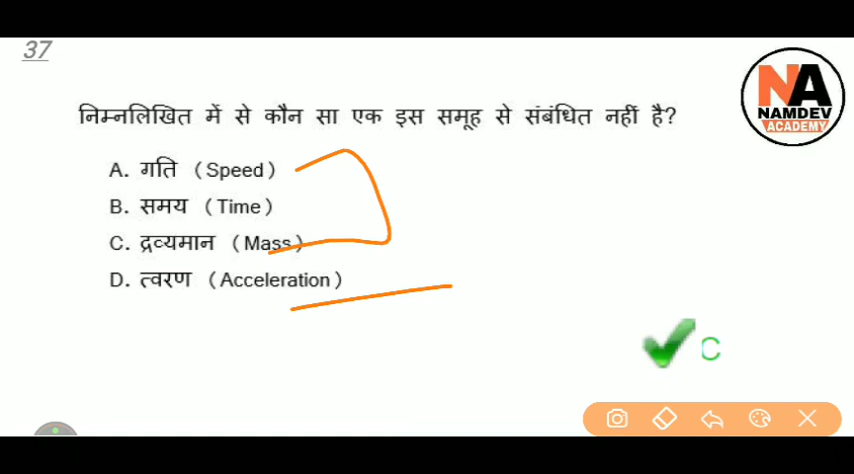 37
NA
NAMDEV
ACADEMY
निम्नलिखित में से कौन सा एक इस समूह से संबंधित नहीं है?
A. गति (Speed)
B. समय (Time)
C. द्रव्यमान (Mass)
D. त्वरण (Acceleration)
C